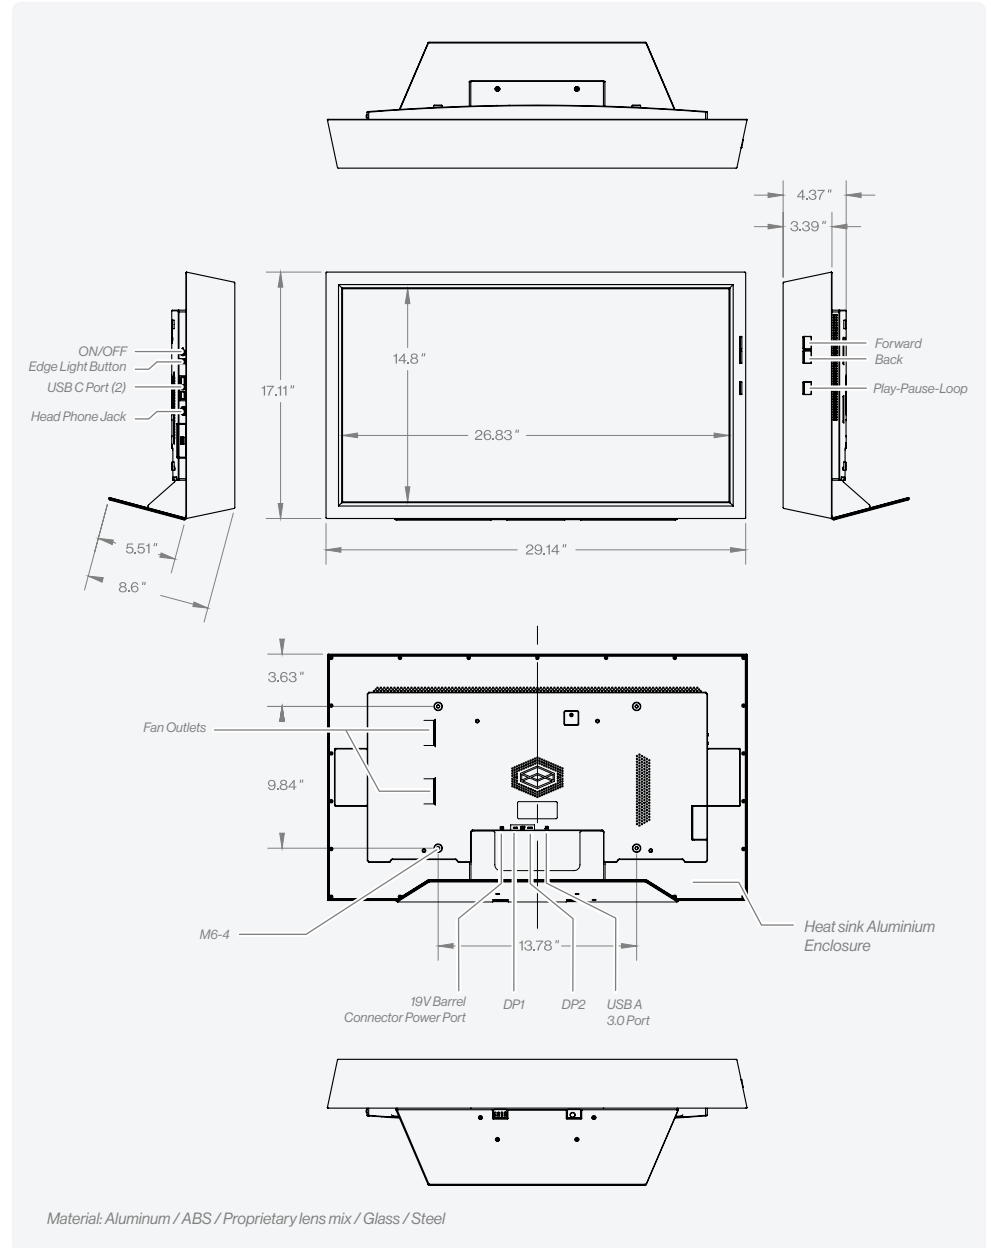 4.37"
3.39"
ON/OFF
Edge Light Button
USB C Port (2)
Head Phone Jack
17.11"
14.8"
26.83"
Forward
Back
Play-Pause-Loop
5.51"
8.6"
29.14"
3.63"
Fan Outlets
9.84"
M6-4
13.78"
Heat sink Aluminium
Enclosure
19V Barrel
Connector Power Port
DP1
DP2
USB A
3.0 Port
Material: Aluminum / ABS / Proprietary lens mix / Glass / Steel